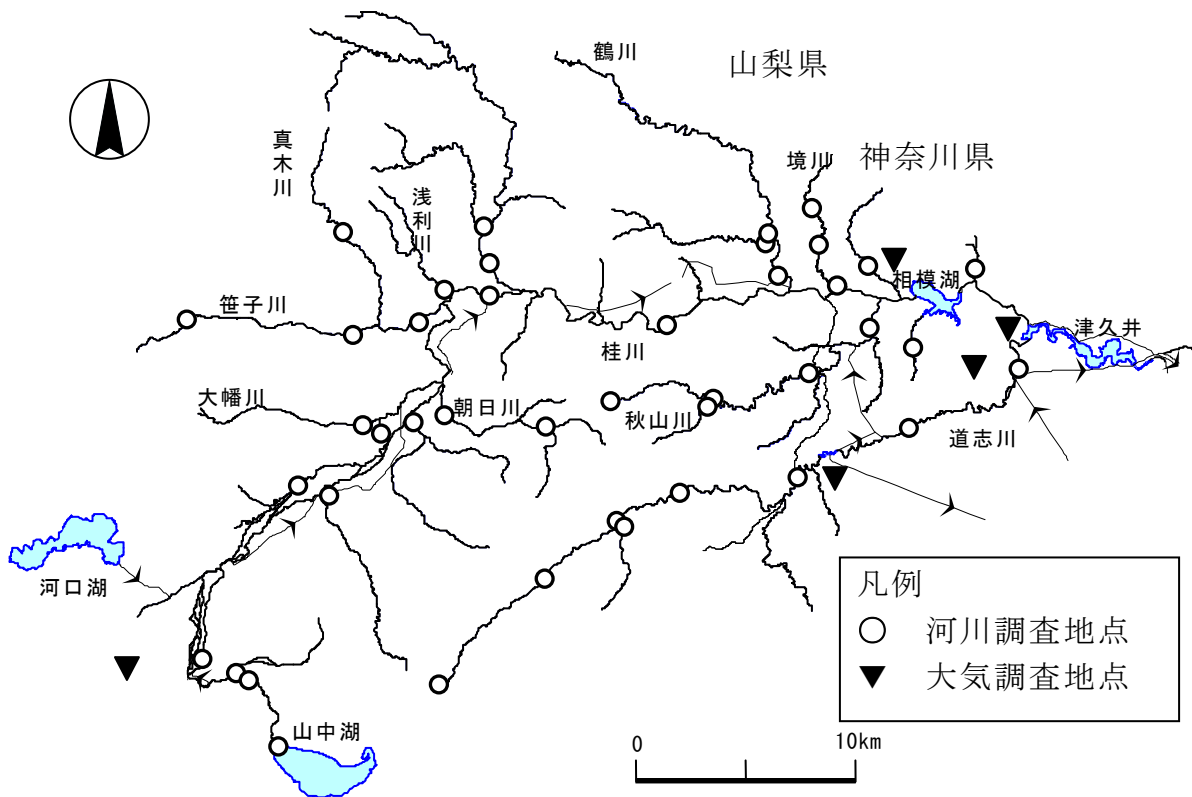 鶴川
山梨県
真木川
境川
神奈川県
浅利川
相模湖
笹子川
津久井
桂川
大幡川
朝日川
秋山川
道志川
河口湖
凡例
河川調査地点
大気調査地点
山中湖
0
10km